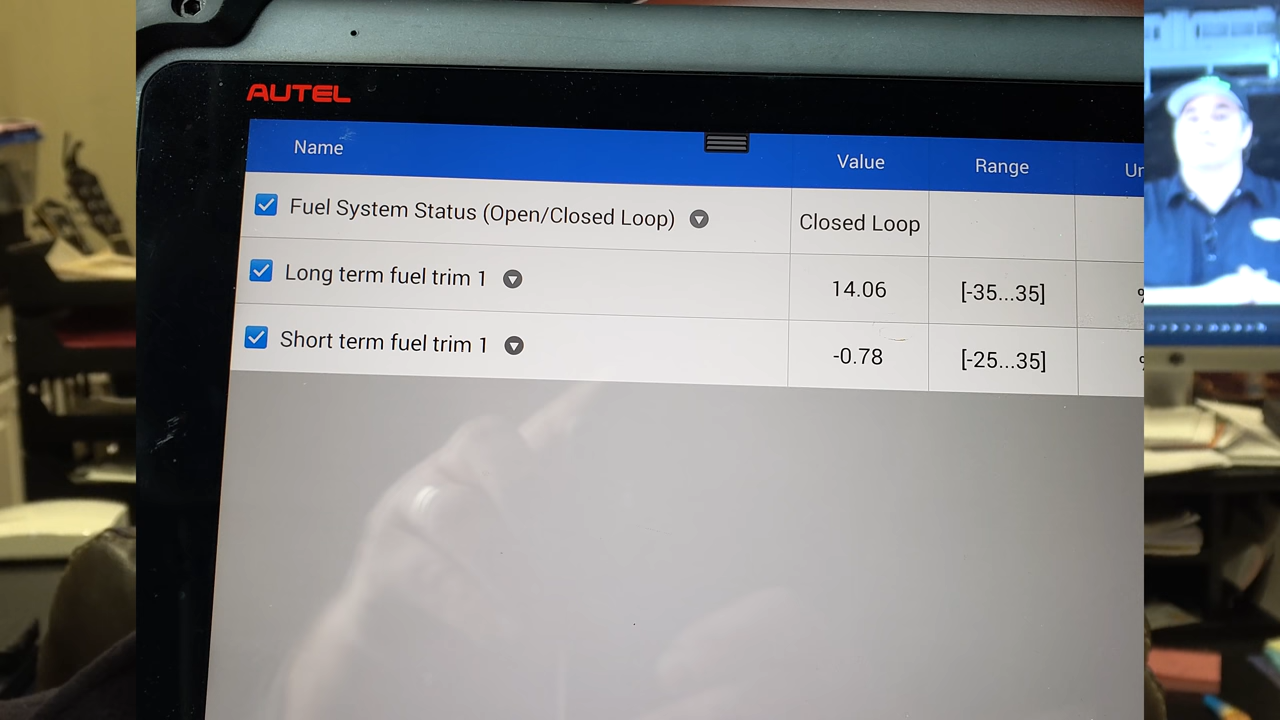 AUTEL
Name Value Range
Fuel System Status (Open/Closed Loop) Closed Loop
Long term fuel trim 1 14.06 [-35...35]
Short term fuel trim 1 -0.78 [-25...35]